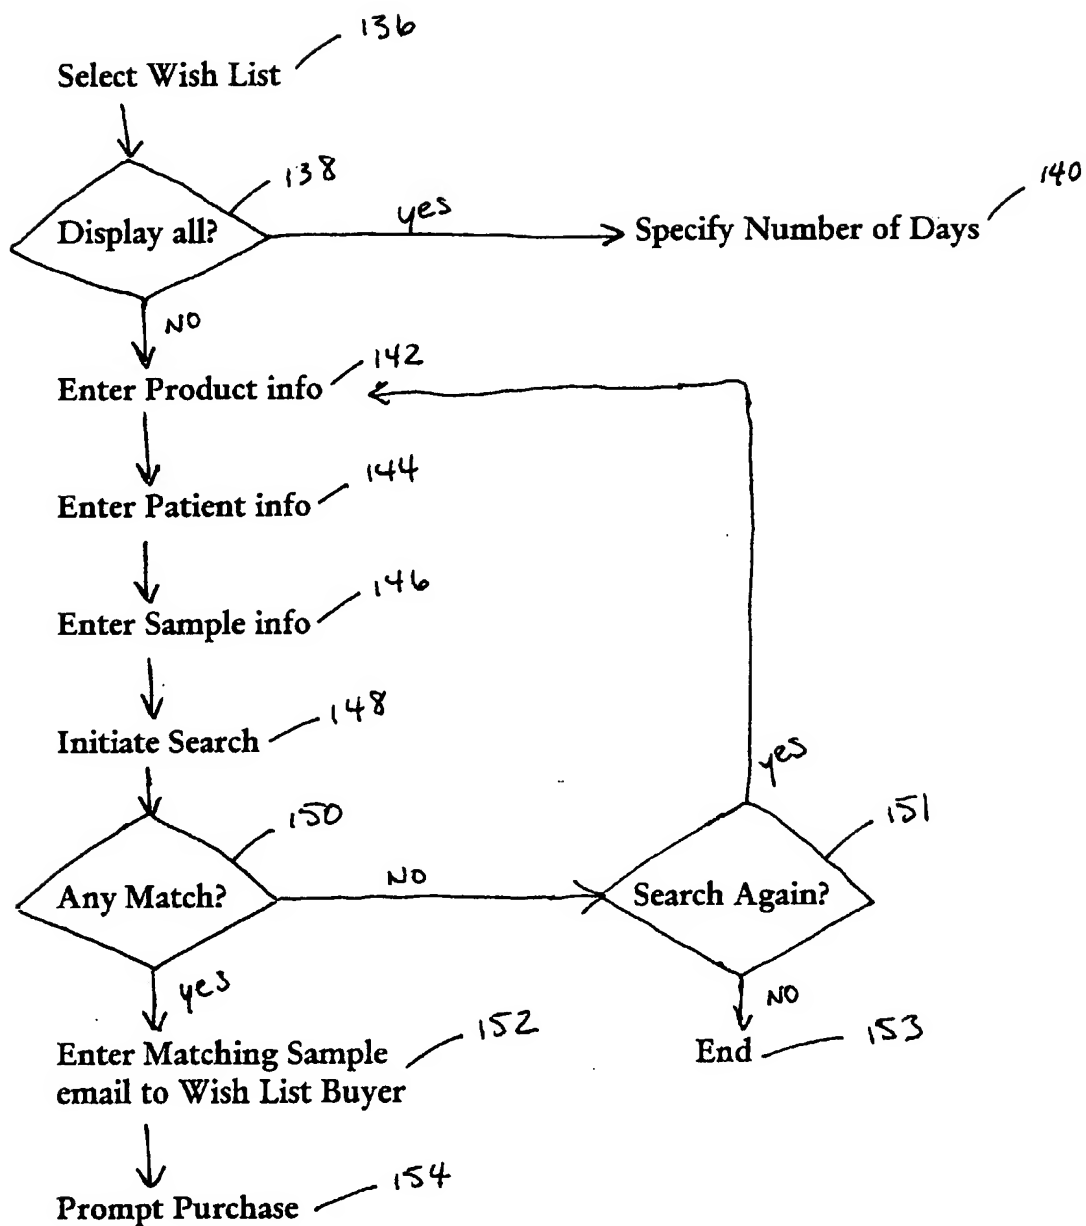 136
Select Wish List
138
140
Display all?
yes
Specify Number of Days
NO
142
Enter Product info
144
Enter Patient info
146
Enter Sample info
148
Initiate Search
yes
150
151
Any Match?
NO
Search Again?
yes
NO
152
153
Enter Matching Sample
End
email to Wish List Buyer
154
Prompt Purchase